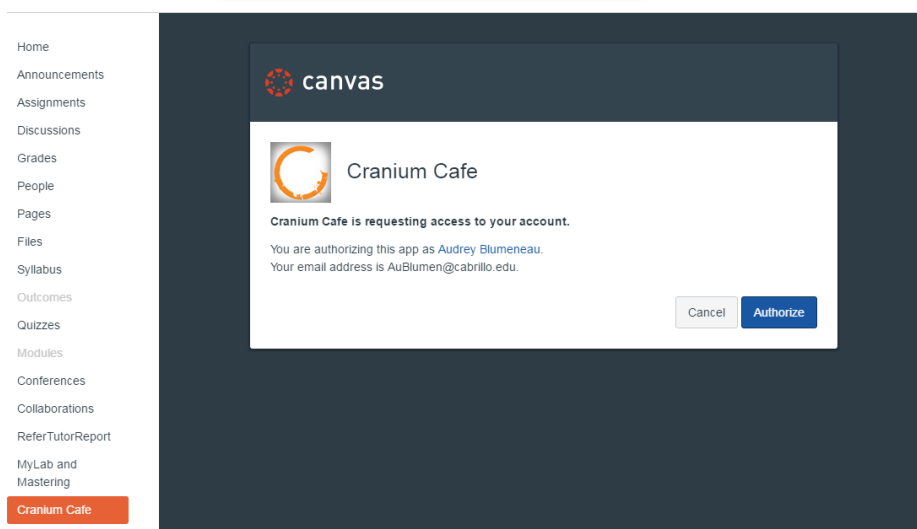 Home
Announcements
Assignments
Discussions
Grades
People
Pages
Files
Syllabus
Outcomes
Quizzes
Modules
Conferences
Collaborations
ReferTutorReport
MyLab and
Mastering
Cranium Cafe
canvas
Cranium Cafe
Cranium Cafe is requesting access to your account.
You are authorizing this app as Audrey Blumeneau.
Your email address is AuBlumen@cabrillo.edu.
Cancel
Authorize